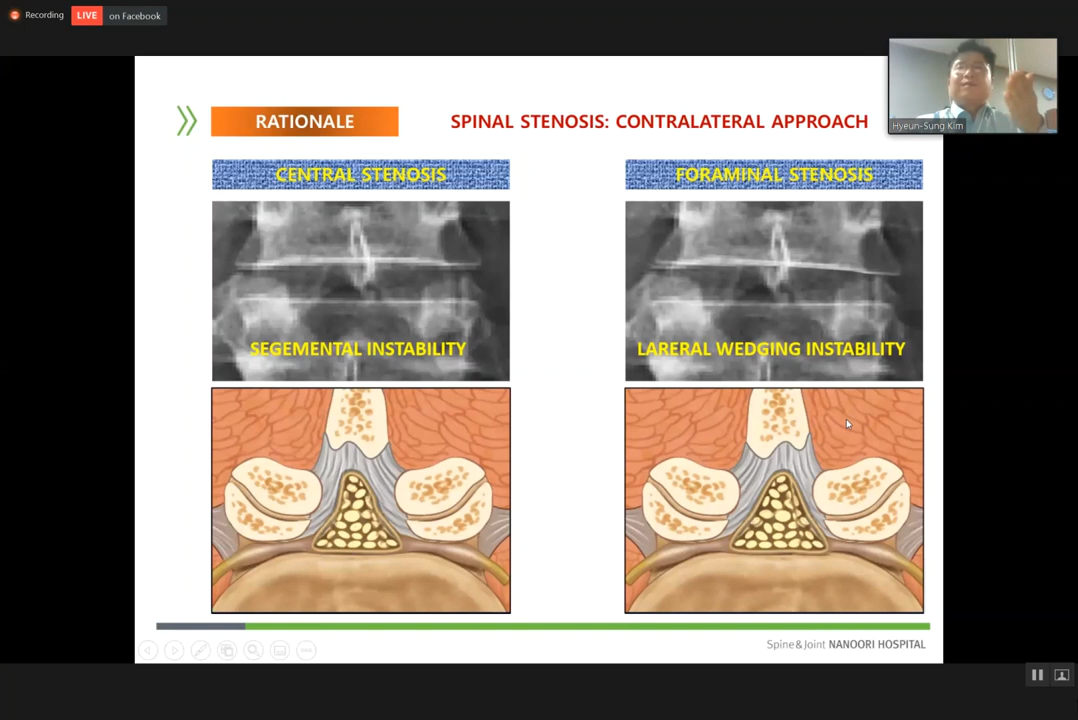 Recording
LIVE
on Facebook
Hyeun-Sung Kim
RATIONALE
SPINAL STENOSIS: CONTRALATERAL APPROACH
CENTRAL STENOSIS
FORAMINAL STENOSIS
SEGEMENTAL INSTABILITY
LARERAL WEDGING INSTABILITY
Spine & Joint NANOORI HOSPITAL